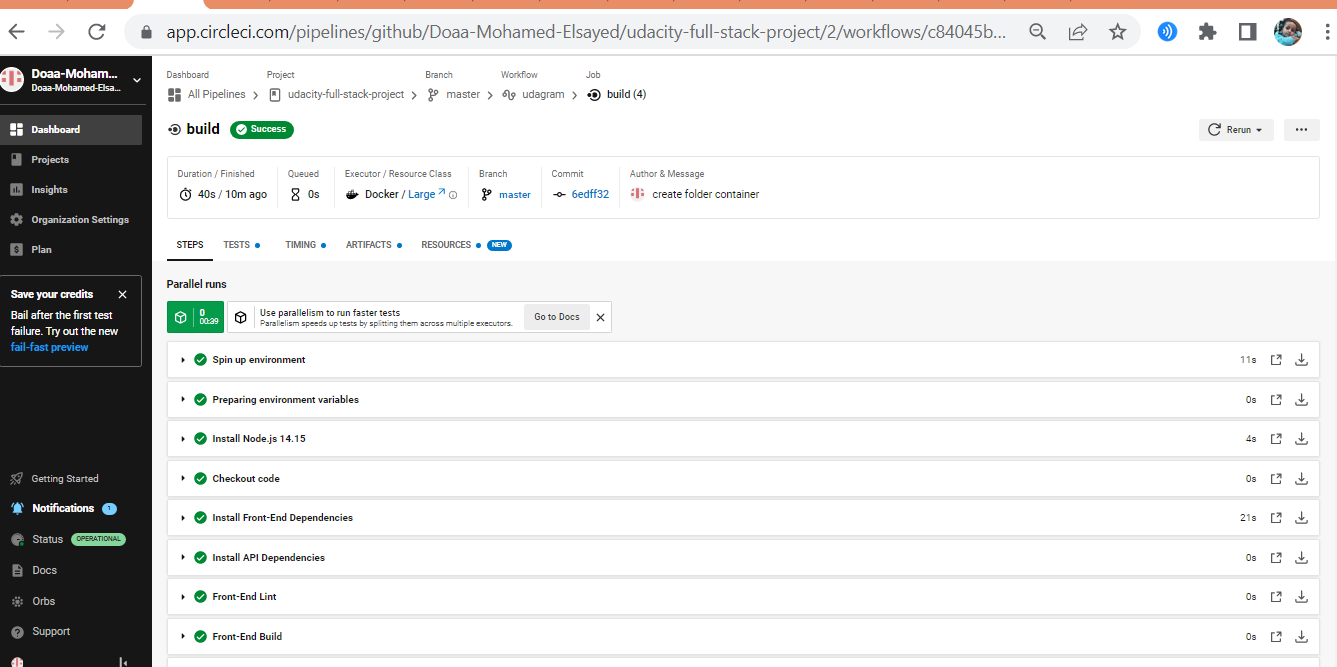 app.circleci.com/pipelines/github/Doaa-Mohamed-Elsayed/udacity-full-stack-project/2/workflows/c84045b...
Doaa-Moham...
Doaa-Mohamed-Elsa...
Dashboard
Projects
Insights
Organization Settings
Plan
Save your credits
Bail after the first test
failure. Try out the new
fail-fast preview
Getting Started
Notifications 1
Status OPERATIONAL
Docs
Orbs
Support
Dashboard Project Branch Workflow Job
All Pipelines udacity-full-stack-project master udagram build (4)
build Success Rerun
Duration / Finished Queued Executor / Resource Class Branch Commit Author & Message
40s / 10m ago 0s Docker / Large master 6edff32 create folder container
STEPS TESTS TIMING ARTIFACTS RESOURCES NEW
Parallel runs
0
00:39
Use parallelism to run faster tests
Parallelism speeds up tests by splitting them across multiple executors.
Go to Docs
Spin up environment 11s
Preparing environment variables 0s
Install Node.js 14.15 4s
Checkout code 0s
Install Front-End Dependencies 21s
Install API Dependencies 0s
Front-End Lint 0s
Front-End Build 0s